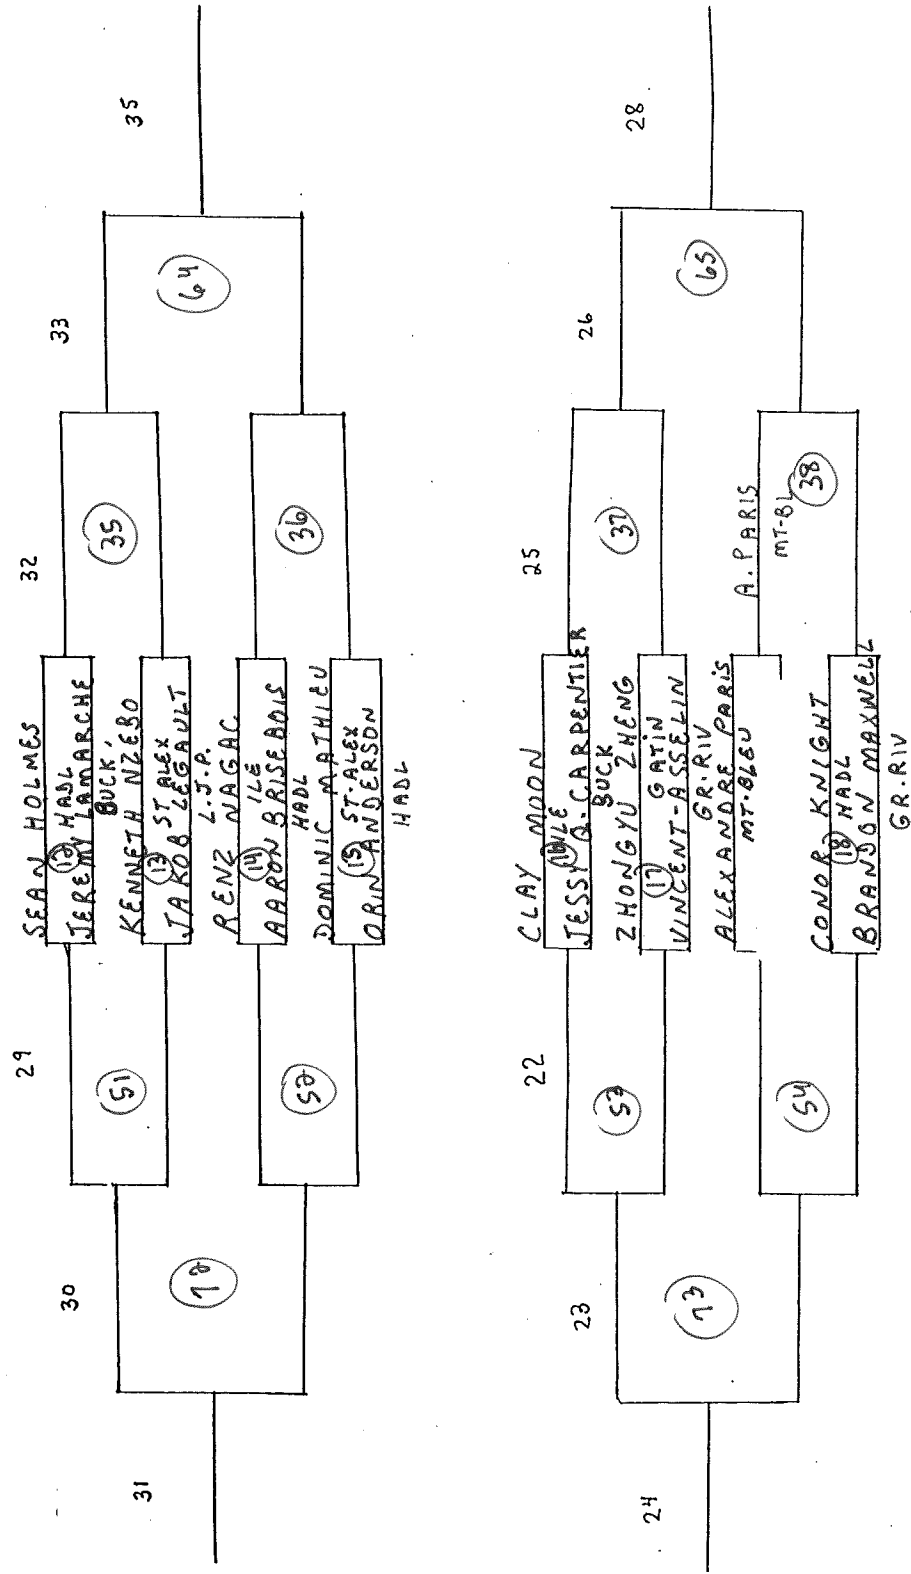 29
32
30
33
31
35
SEAN HOLMES
12 HADL
JEREMY LAMARCHE
BUCK
KENNETH NZEBO
13 ST ALEX
JAKOB LEGAULT
L.J.P.
RENZ NAGAC
14 ILE
AARON BRISEBOIS
HADL
DOMINIC MATHIEU
15 ST-ALEX
ORIN ANDERSON
HADL
51
35
52
36
72
64
22
25
23
26
24
28
CLAY MOON
16 ILE
JESSY Q. CARPENTIER
BUCK
ZHONGYU ZHENG
17 GATIN
VINCENT-ASSELIN
GR.RIV
ALEXANDRE PARIS
MT-BLEU
A. PARIS
MT-BL
CONOR KNIGHT
18 HADL
BRANDON MAXWELL
GR.RIV
53
37
54
38
73
65